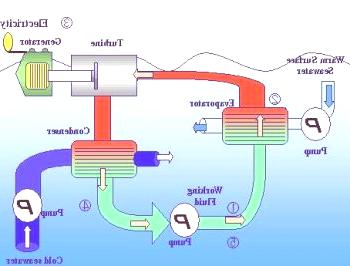 ③ Electricity
Generator
Turbine
Warm Surface
Seawater
②
Evaporator
P
Pump
Condenser
Working
Fluid
①
④
P
Pump
P
Pump
⑤
Cold seawater